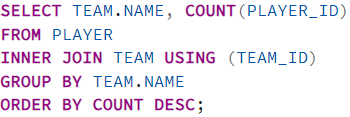 SELECT TEAM.NAME, COUNT(PLAYER_ID)
FROM PLAYER
INNER JOIN TEAM USING (TEAM_ID)
GROUP BY TEAM.NAME
ORDER BY COUNT DESC;